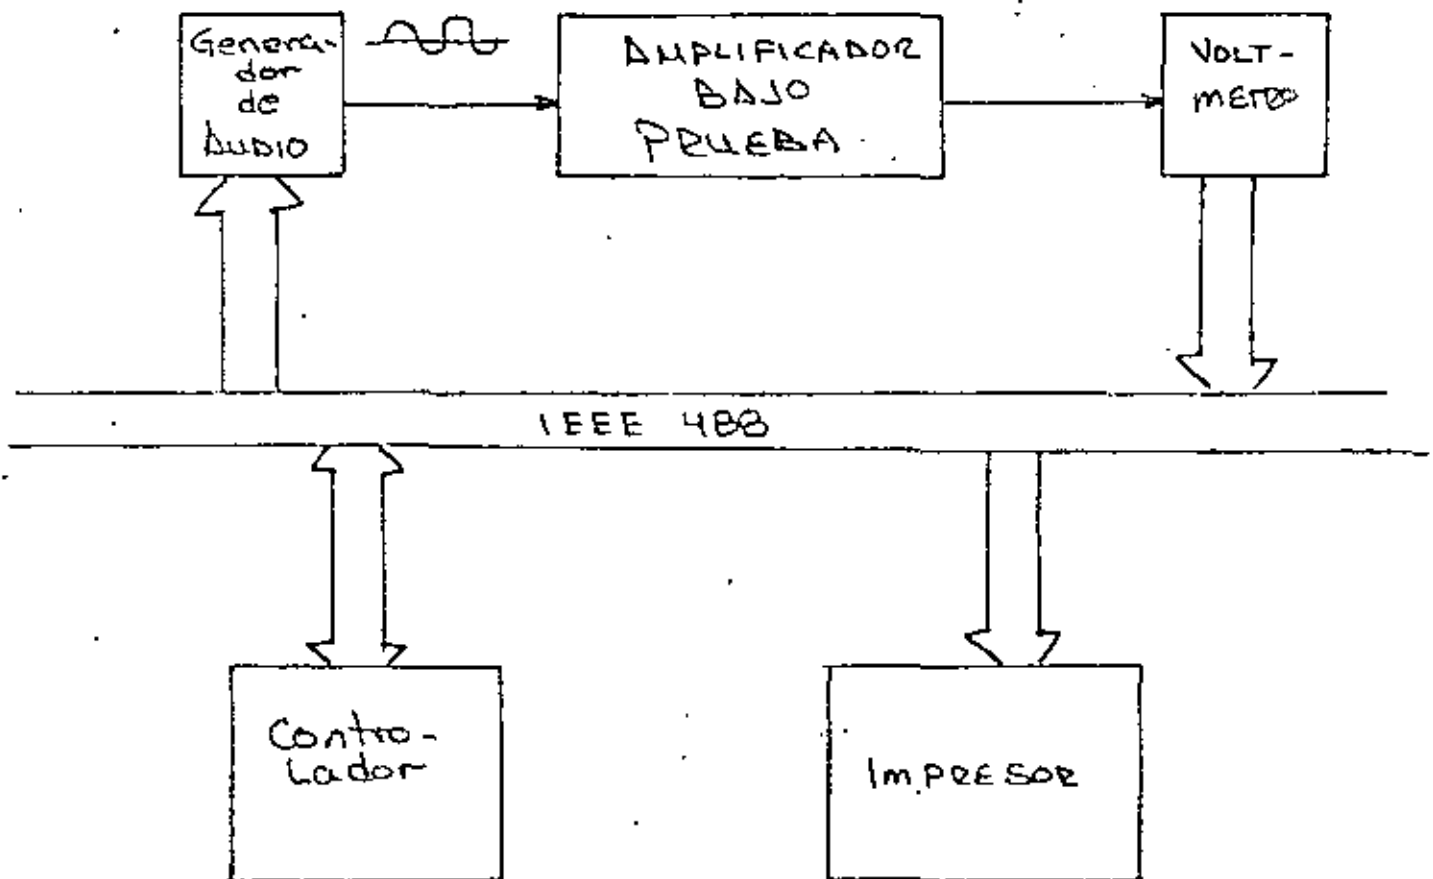 Genera-
dor
de
AUDIO
AMPLIFICADOR
BAJO
PRUEBA
VOLT-
METRO
IEEE 488
Contro-
Lador
IMPRESOR